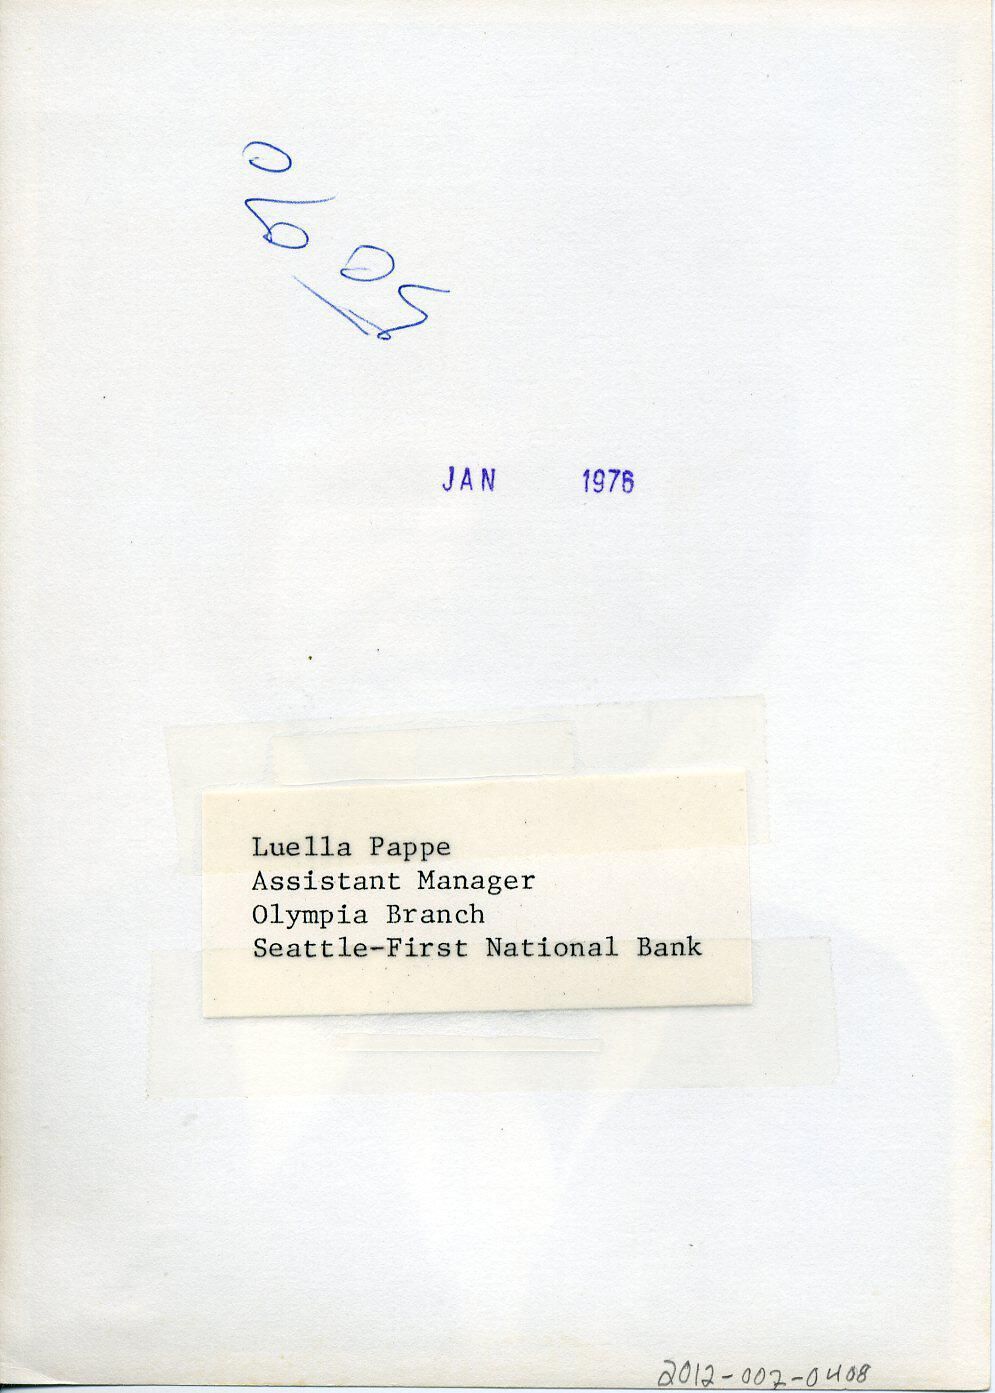 JAN 1976
Luella Pappe
Assistant Manager
Olympia Branch
Seattle-First National Bank
2012-002-0408